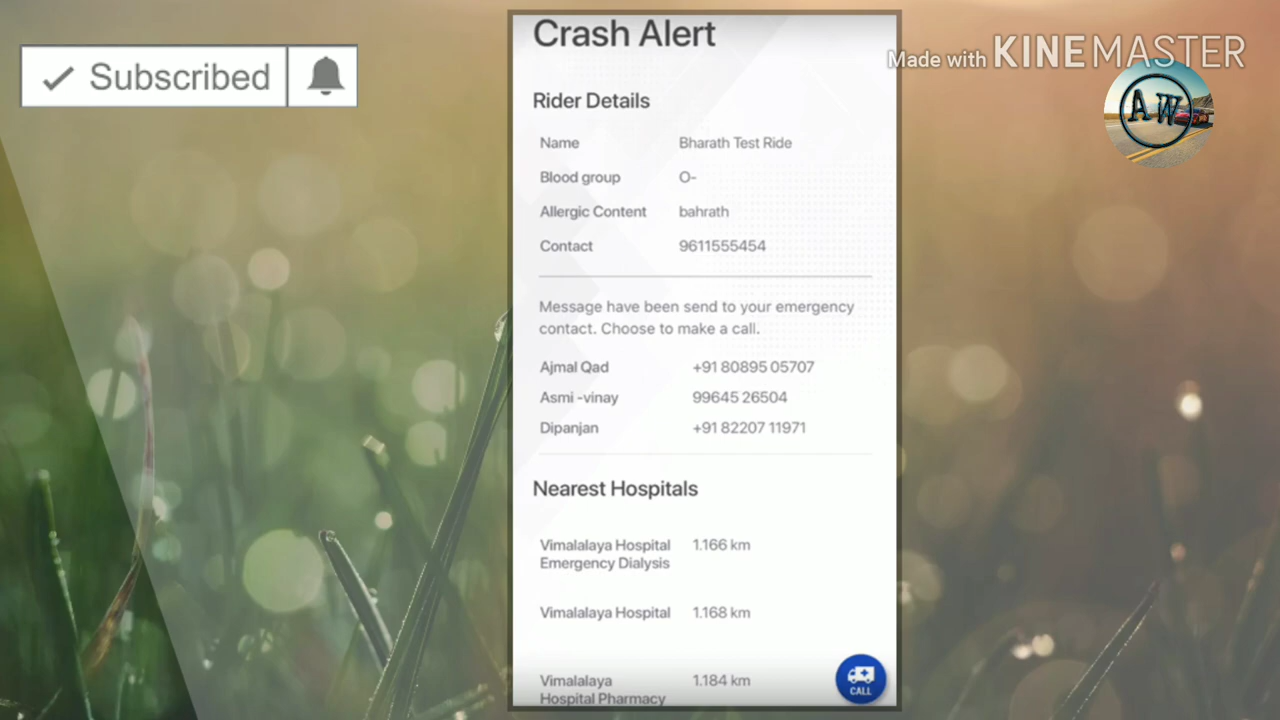 Crash Alert
Subscribed
Made with KINEMASTER
AW
Rider Details
Name Bharath Test Ride
Blood group O-
Allergic Content bahrath
Contact 9611555454
Message have been send to your emergency
contact. Choose to make a call.
Ajmal Qad +91 80895 05707
Asmi -vinay 99645 26504
Dipanjan +91 82207 11971
Nearest Hospitals
Vimalalaya Hospital 1.166 km
Emergency Dialysis
Vimalalaya Hospital 1.168 km
Vimalalaya 1.184 km
Hospital Pharmacy
CALL